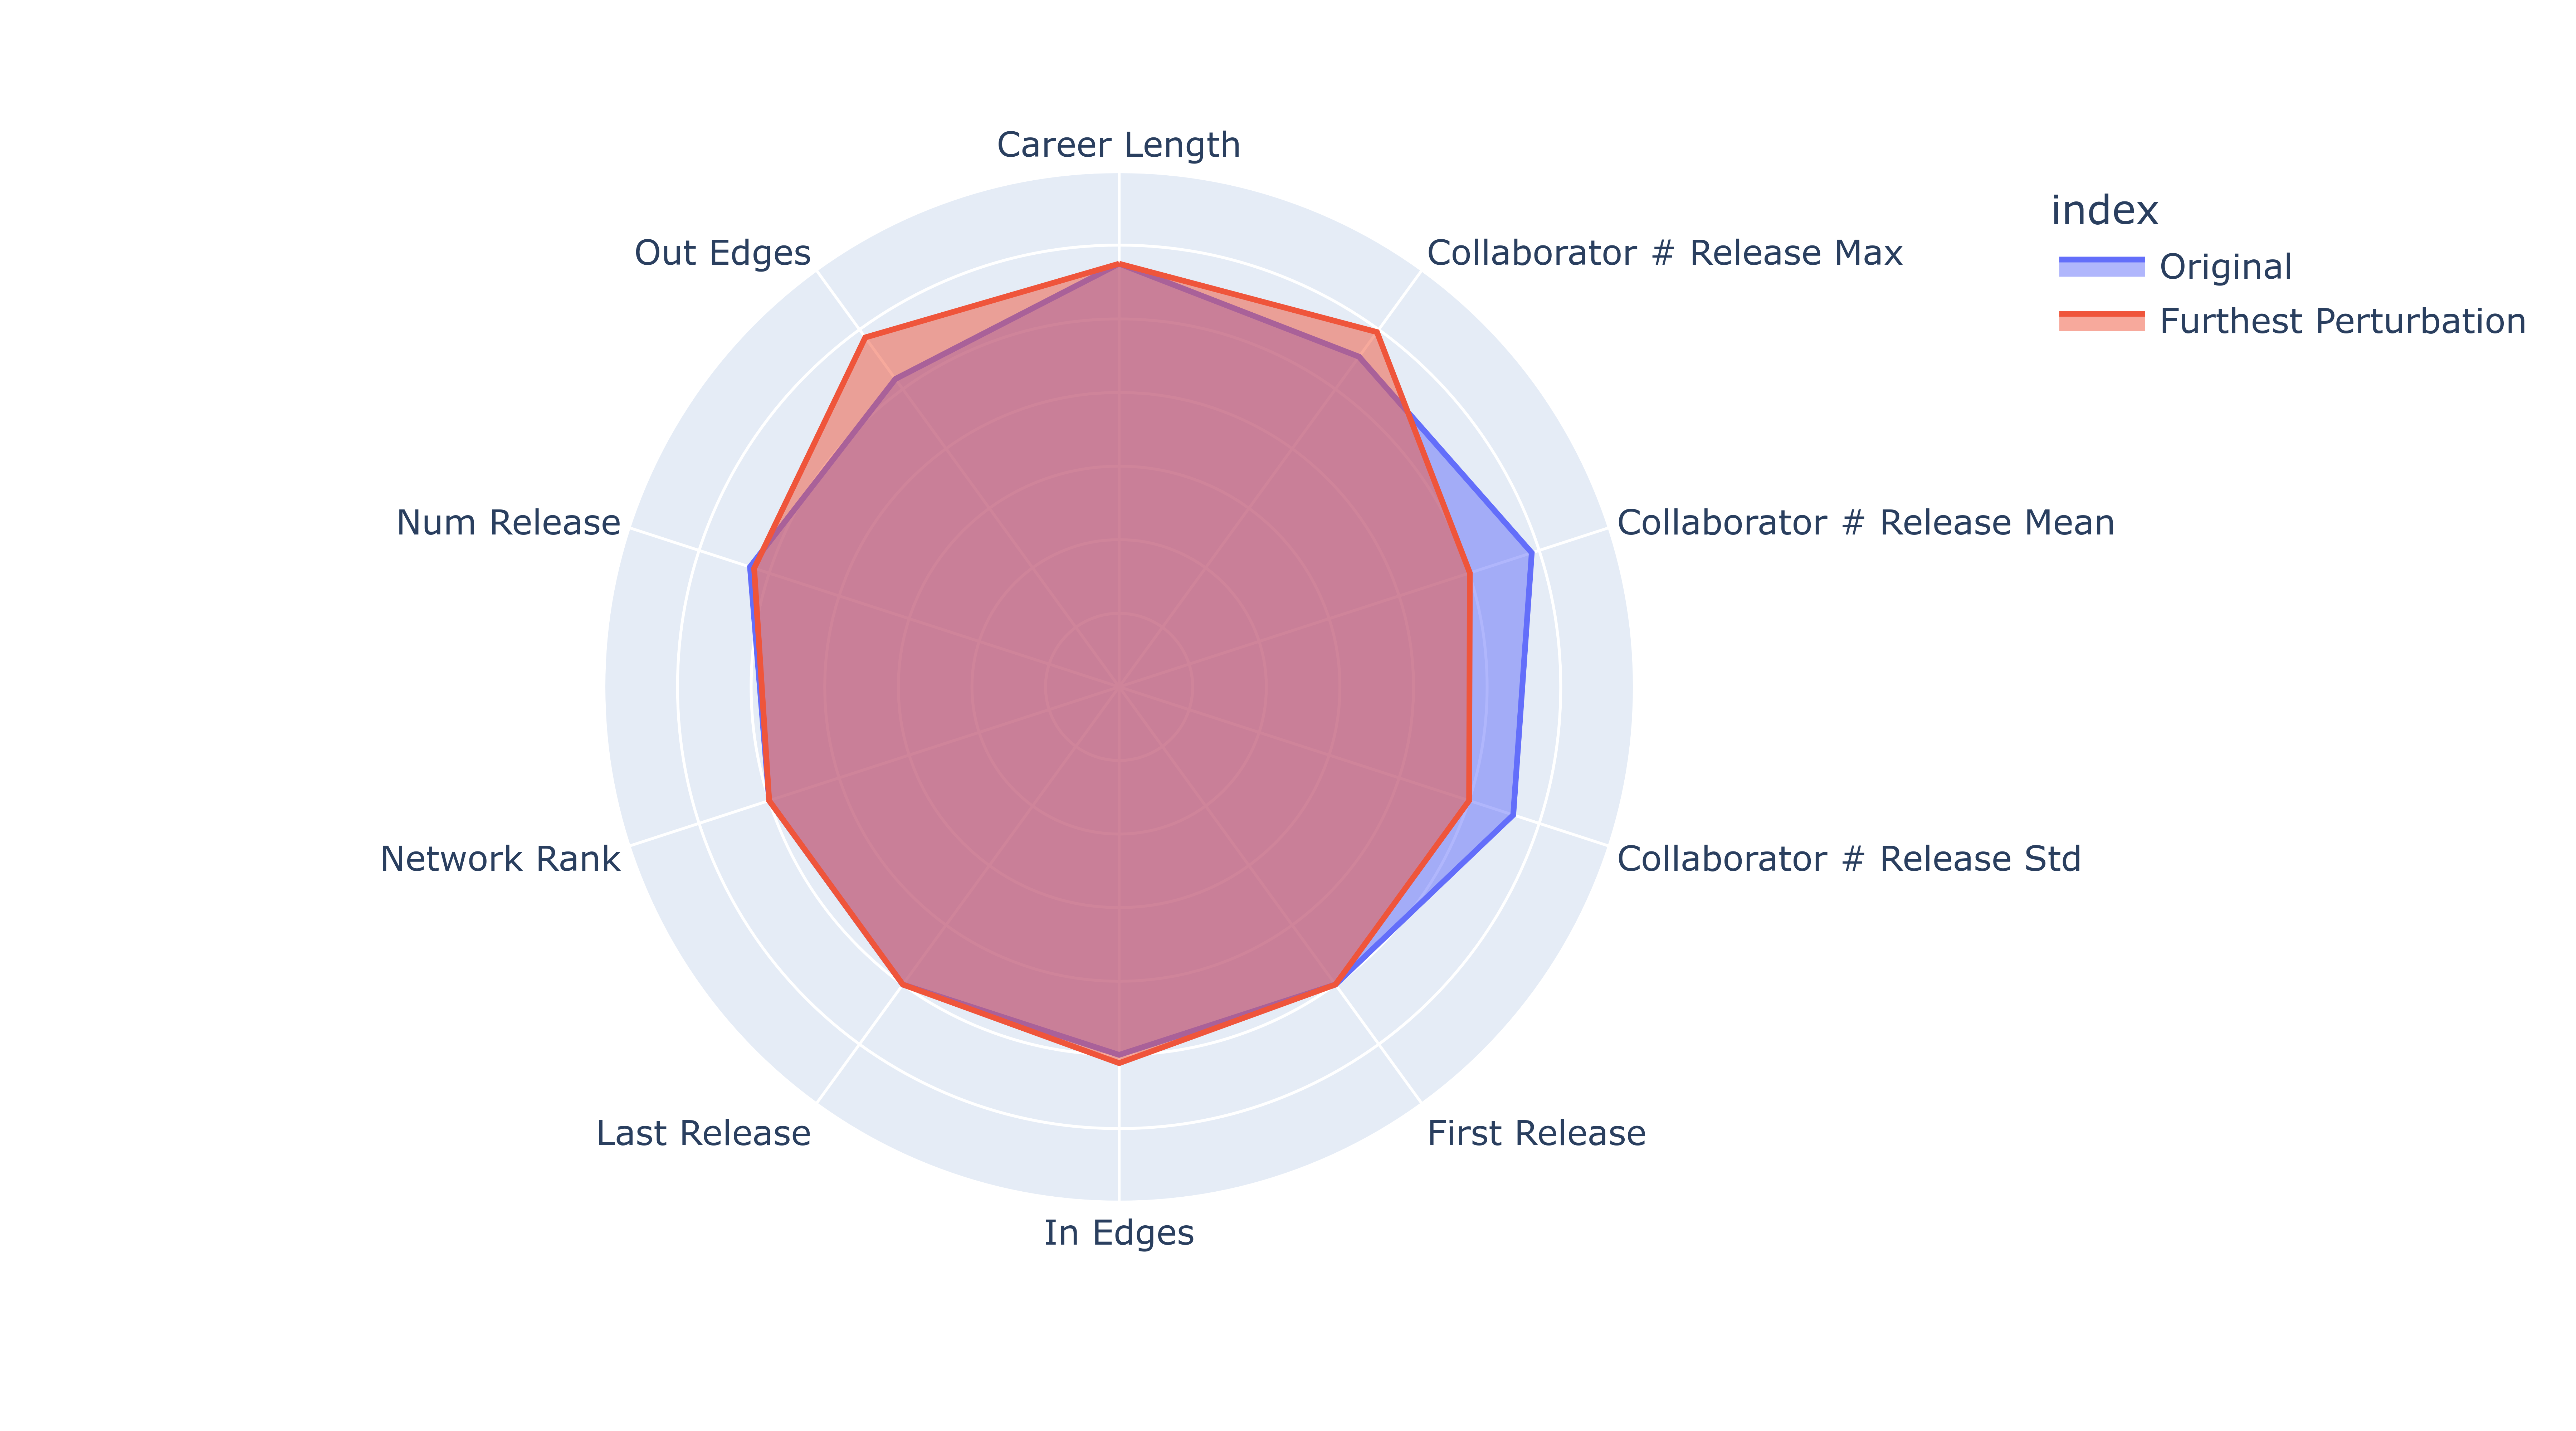 Career Length
Collaborator # Release Max
Collaborator # Release Mean
Collaborator # Release Std
First Release
In Edges
Last Release
Network Rank
Num Release
Out Edges
index
Original
Furthest Perturbation